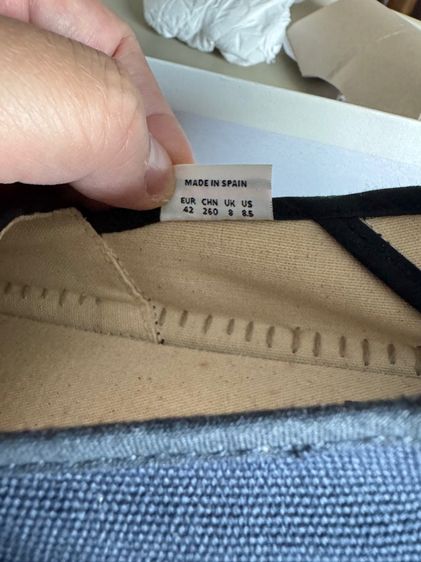 MADE IN SPAIN
EUR CHN UK US
42 260 8 8.5